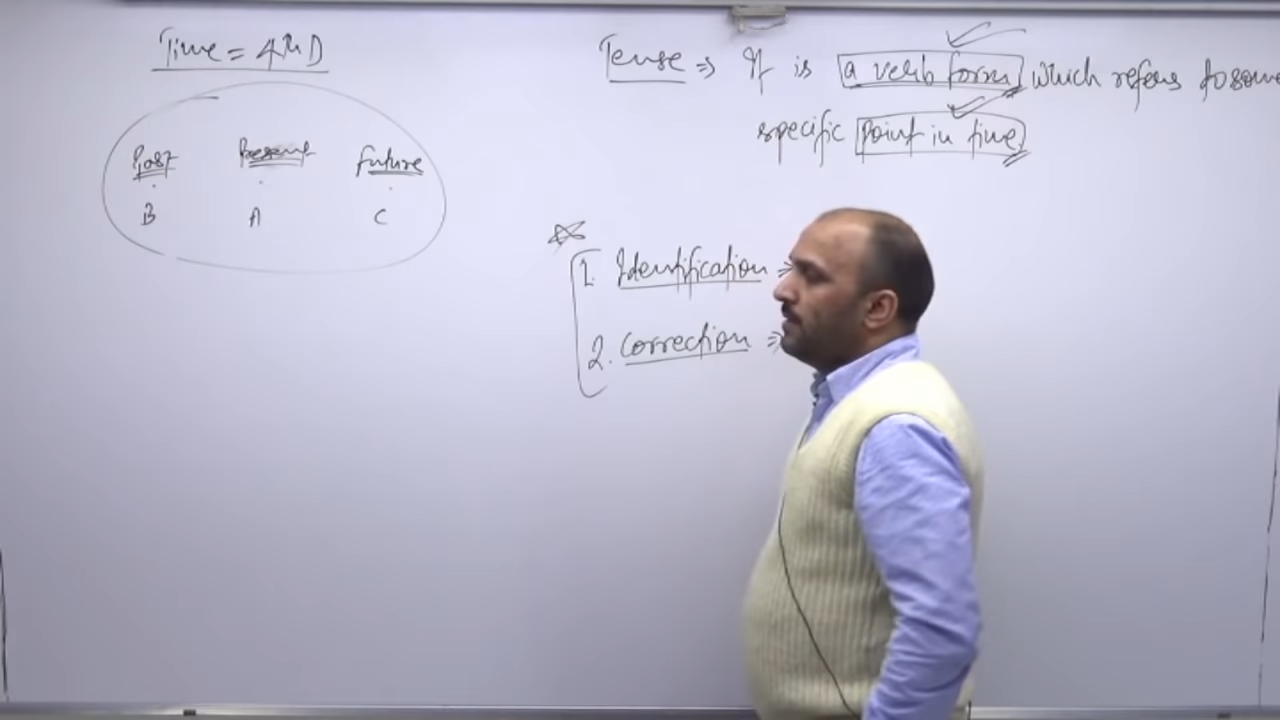 Time = 4th D
Past Present Future
B A C
Tense ⇒ It is a verb form which refers to some
specific point in time
1. Identification ⇒
2. Correction ⇒